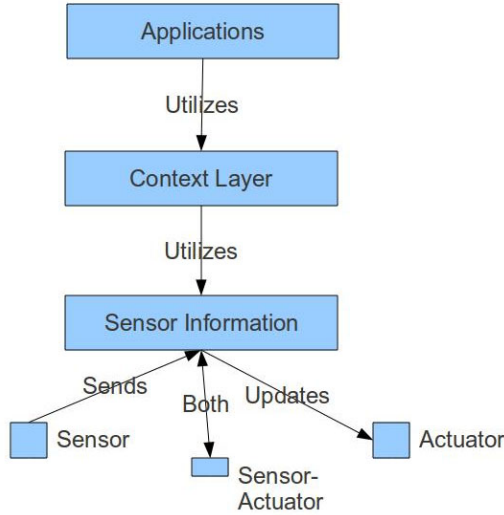 Applications
Utilizes
Context Layer
Utilizes
Sensor Information
Sends
Both
Updates
Sensor
Sensor-
Actuator
Actuator